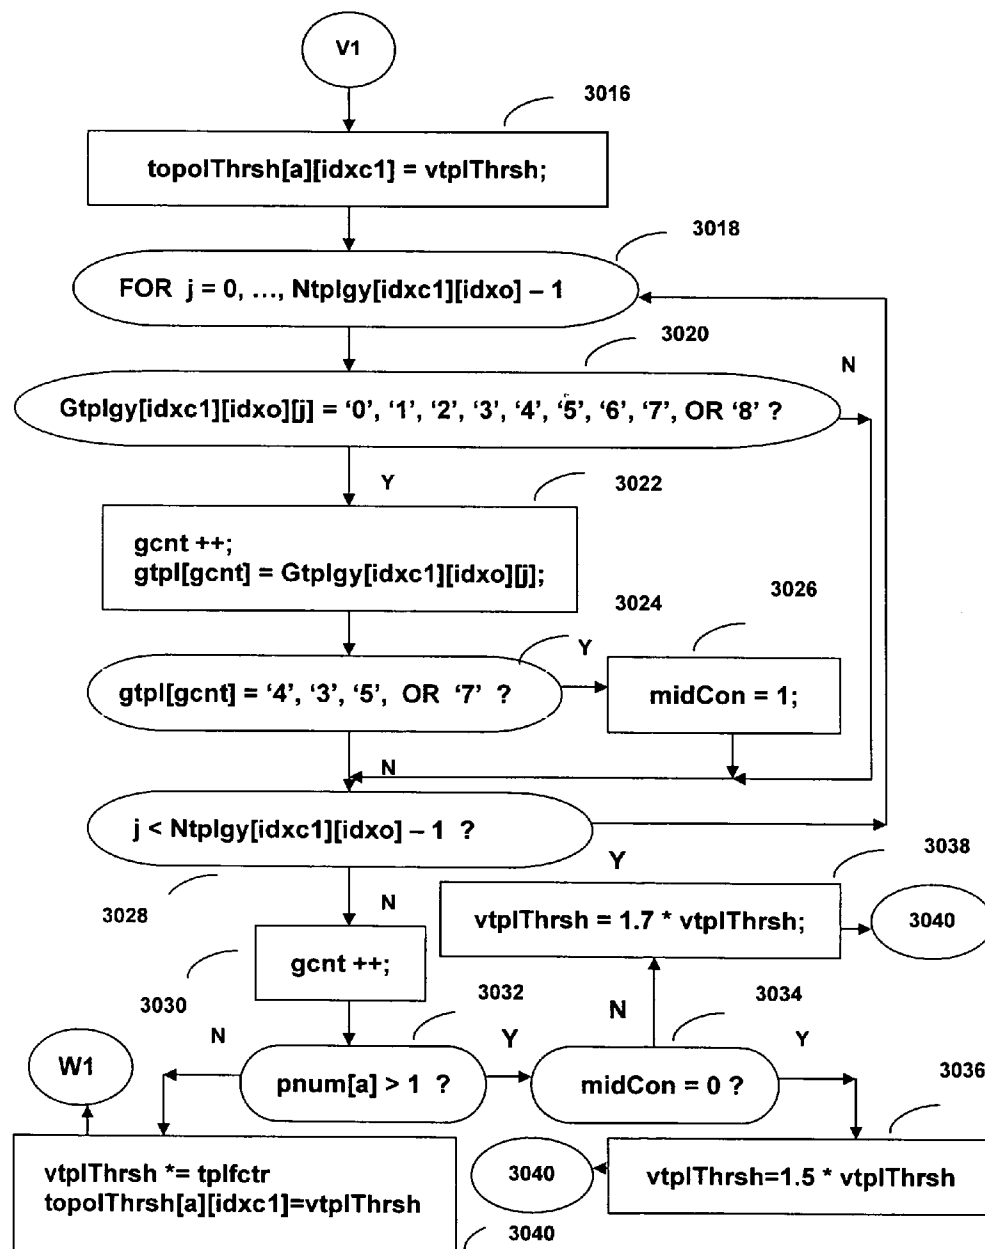 V1
3016
topolThrsh[a][idxc1] = vtplThrsh;
3018
FOR j = 0, ..., Ntplgy[idxc1][idxo] – 1
3020
N
Gtplgy[idxc1][idxo][j] = ‘0’, ‘1’, ‘2’, ‘3’, ‘4’, ‘5’, ‘6’, ‘7’, OR ‘8’ ?
Y
3022
gcnt ++;
gtpl[gcnt] = Gtplgy[idxc1][idxo][j];
3024
3026
Y
gtpl[gcnt] = ‘4’, ‘3’, ‘5’, OR ‘7’ ?
midCon = 1;
N
j < Ntplgy[idxc1][idxo] – 1 ?
Y
3038
3028
N
vtplThrsh = 1.7 * vtplThrsh;
3040
gcnt ++;
3030
3032
3034
N
Y
N
Y
W1
pnum[a] > 1 ?
midCon = 0 ?
3036
vtplThrsh *= tplfctr
topolThrsh[a][idxc1]=vtplThrsh
3040
vtplThrsh=1.5 * vtplThrsh
3040